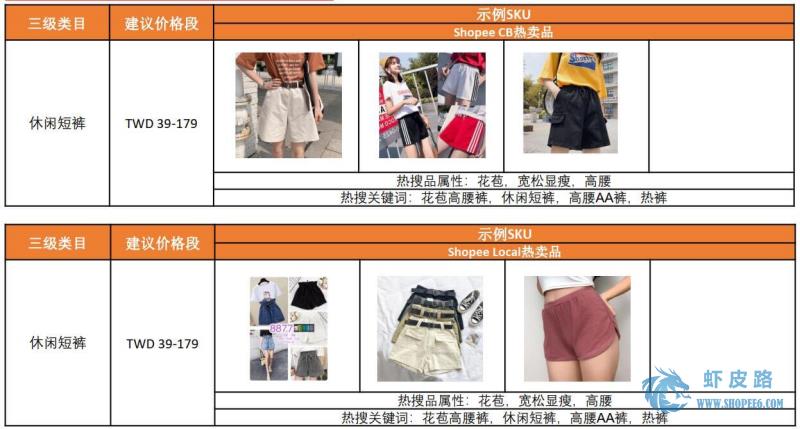 三级类目 建议价格段 示例SKU
Shopee CB热卖品
休闲短裤 TWD 39-179
热搜品属性：花苞，宽松显瘦，高腰
热搜关键词：花苞高腰裤，休闲短裤，高腰AA裤，热裤
三级类目 建议价格段 示例SKU
Shopee Local热卖品
8877
休闲短裤 TWD 39-179
热搜品属性：花苞，宽松显瘦，高腰
热搜关键词：花苞高腰裤，休闲短裤，高腰AA裤，热裤
虾皮路
WWW.SHOPEE6.COM